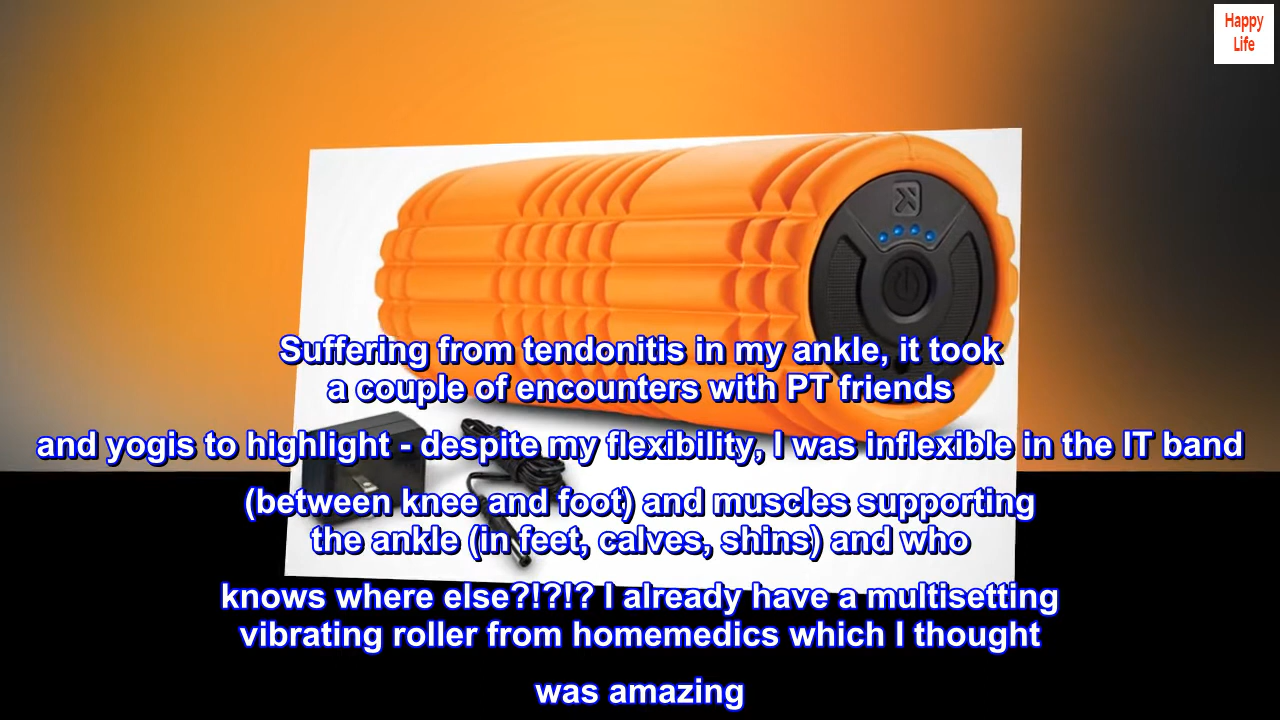 Happy
Life
Suffering from tendonitis in my ankle, it took
a couple of encounters with PT friends
and yogis to highlight - despite my flexibility, I was inflexible in the IT band
(between knee and foot) and muscles supporting
the ankle (in feet, calves, shins) and who
knows where else?!?!? I already have a multisetting
vibrating roller from homemedics which I thought
was amazing